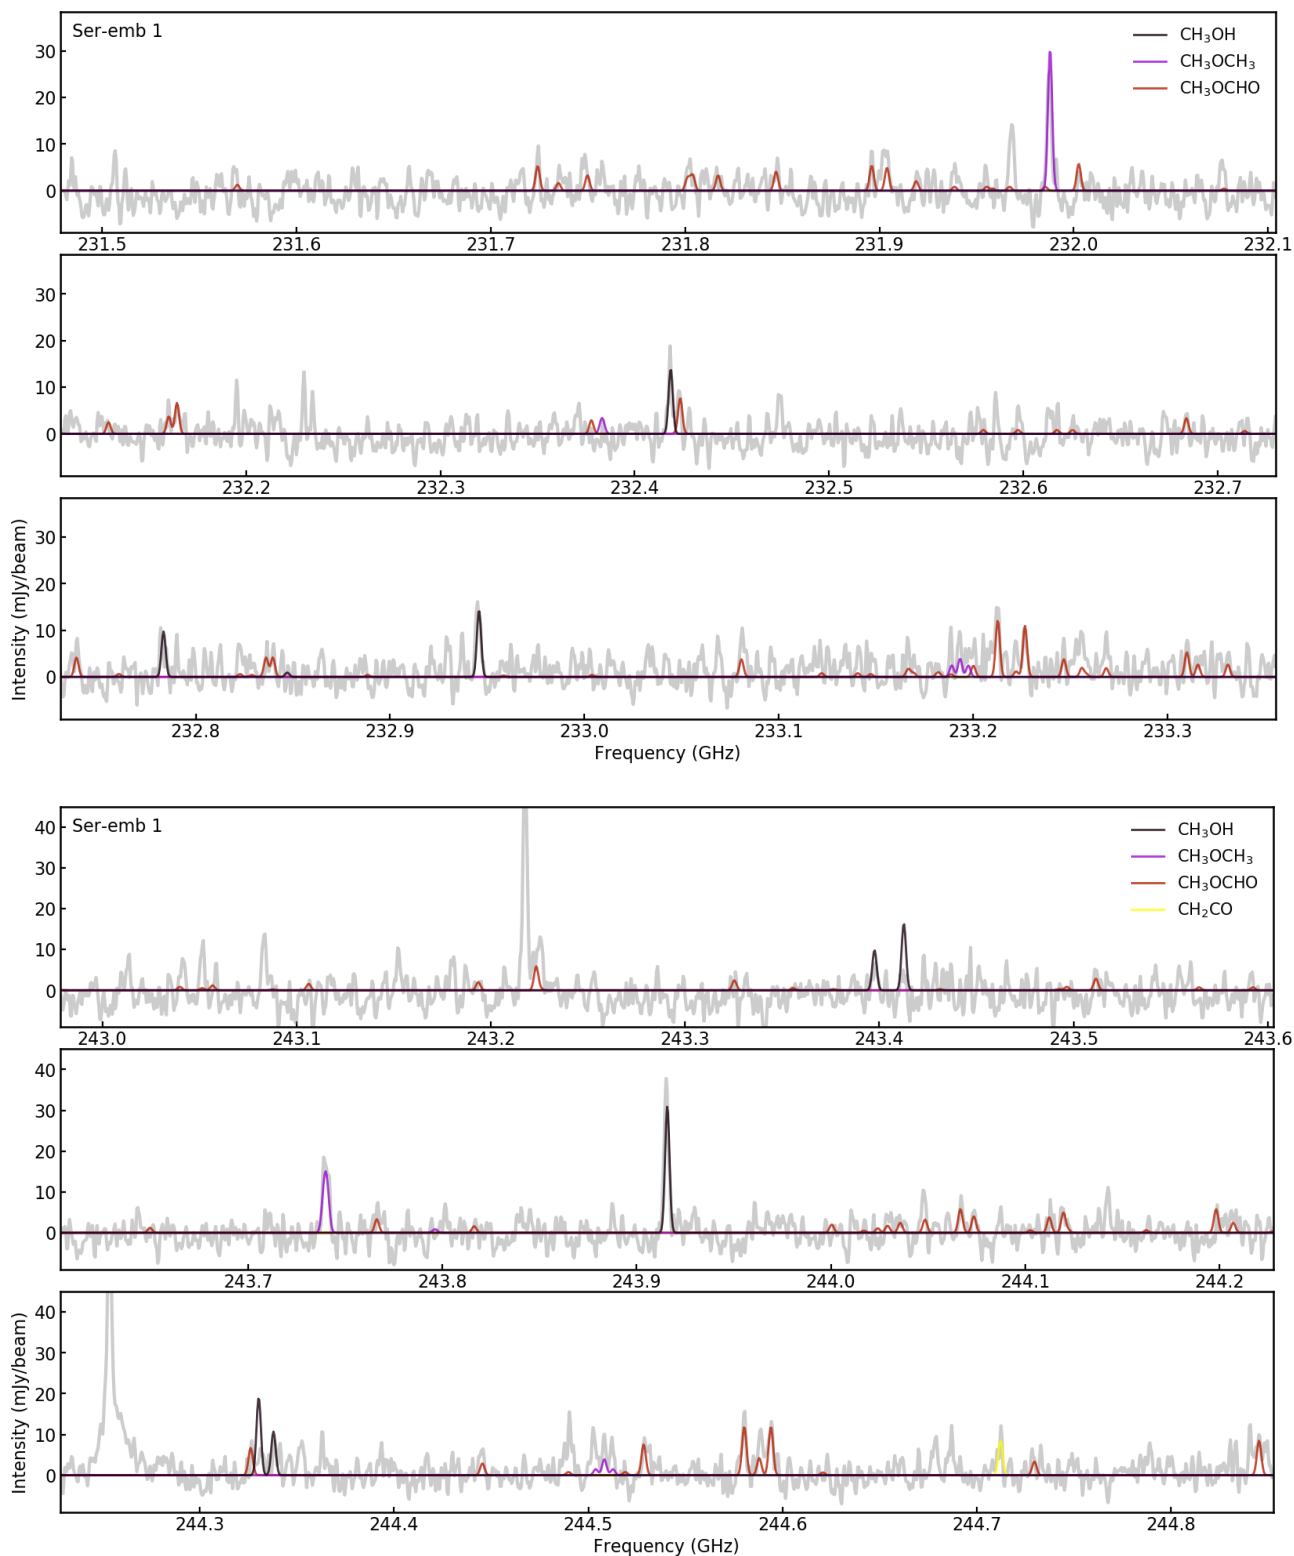 Ser-emb 1
CH₃OH
CH₃OCH₃
CH₃OCHO
30
20
10
0
231.5 231.6 231.7 231.8 231.9 232.0 232.1
30
20
10
0
232.2 232.3 232.4 232.5 232.6 232.7
Intensity (mJy/beam)
30
20
10
0
232.8 232.9 233.0 233.1 233.2 233.3
Frequency (GHz)
Ser-emb 1
CH₃OH
CH₃OCH₃
CH₃OCHO
CH₂CO
40
30
20
10
0
243.0 243.1 243.2 243.3 243.4 243.5 243.6
40
30
20
10
0
243.7 243.8 243.9 244.0 244.1 244.2
Intensity (mJy/beam)
40
30
20
10
0
244.3 244.4 244.5 244.6 244.7 244.8
Frequency (GHz)